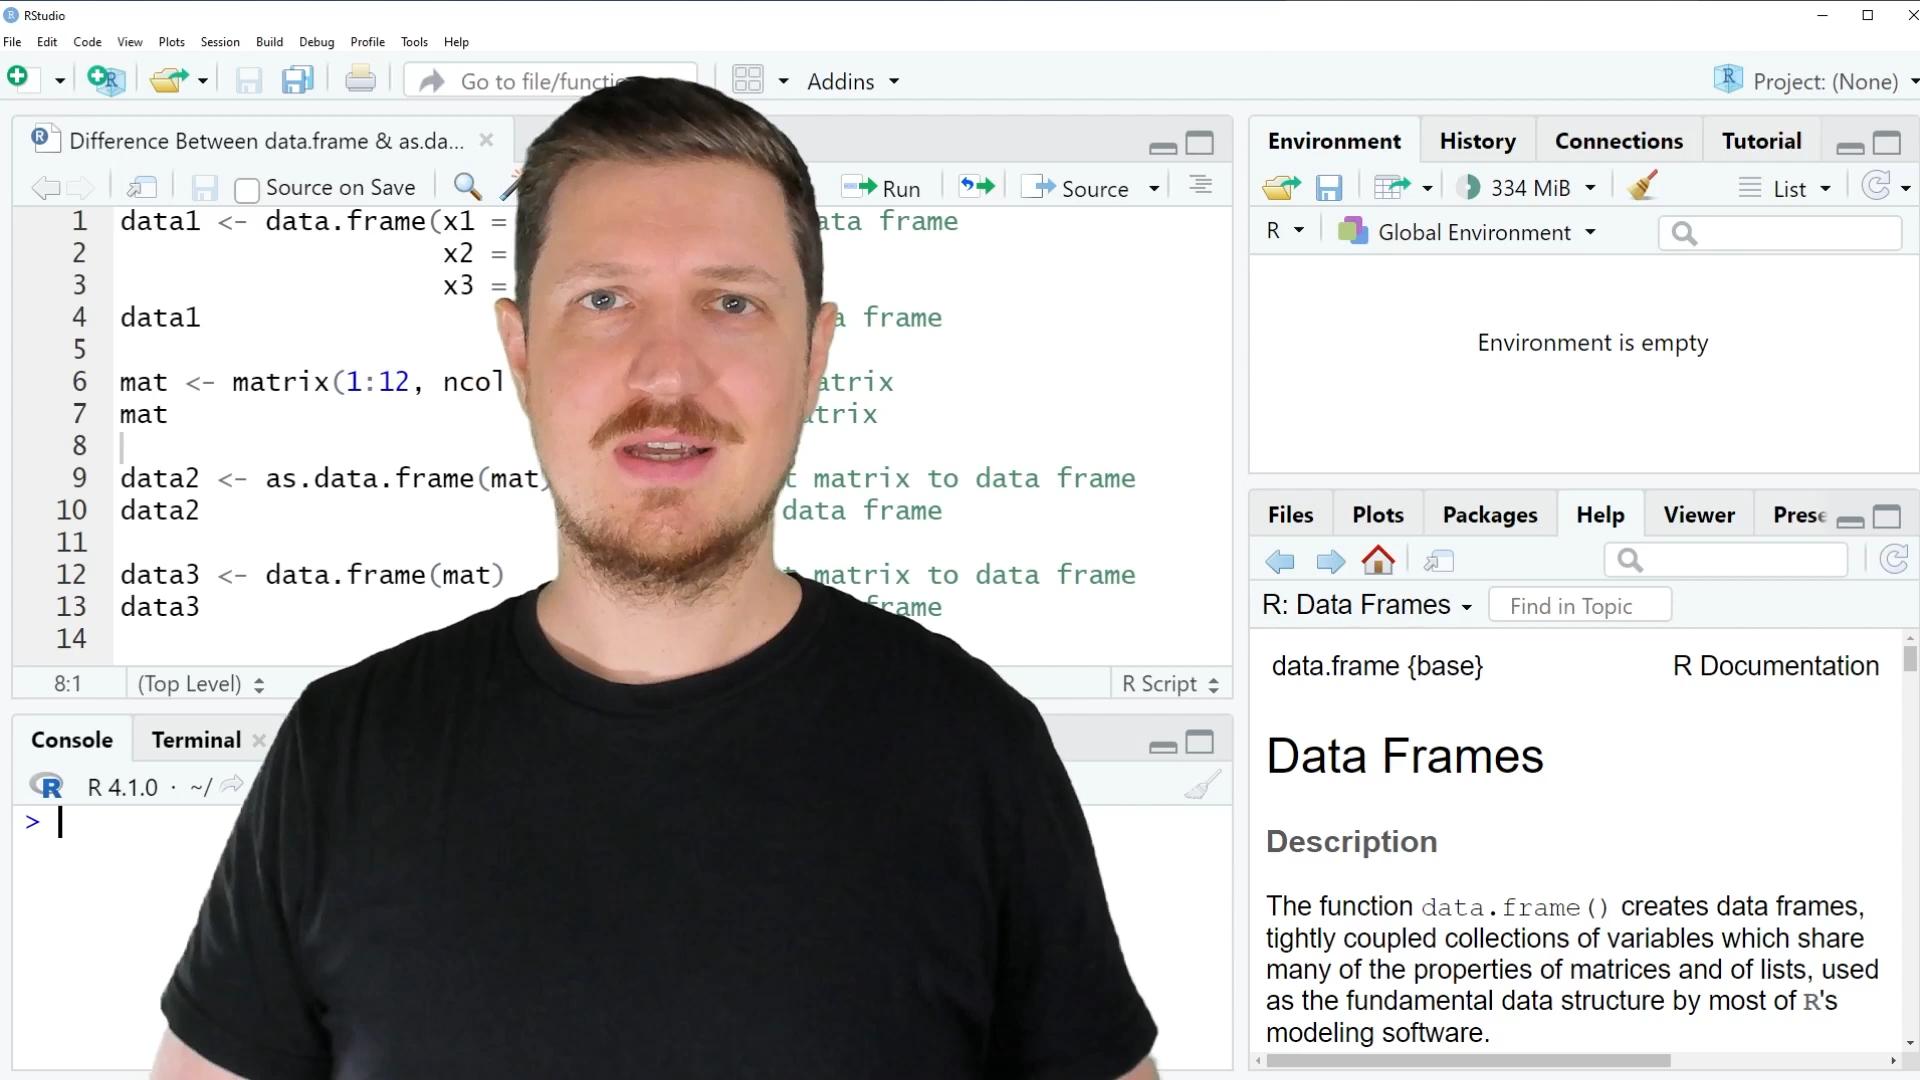 RStudio
File Edit Code View Plots Session Build Debug Profile Tools Help
Go to file/functio
Addins
Project: (None)
Difference Between data.frame & as.da...
Source on Save
Run
Source
1 data1 <- data.frame(x1 = ata frame
2 x2 =
3 x3 =
4 data1 a frame
5
6 mat <- matrix(1:12, ncol atrix
7 mat atrix
8
9 data2 <- as.data.frame(mat) t matrix to data frame
10 data2 data frame
11
12 data3 <- data.frame(mat) t matrix to data frame
13 data3 frame
14
8:1 (Top Level) R Script
Console Terminal
R 4.1.0 · ~/
>
Environment History Connections Tutorial
334 MiB
List
R Global Environment
Environment is empty
Files Plots Packages Help Viewer Prese
R: Data Frames Find in Topic
data.frame {base} R Documentation
Data Frames
Description
The function data.frame() creates data frames,
tightly coupled collections of variables which share
many of the properties of matrices and of lists, used
as the fundamental data structure by most of R's
modeling software.